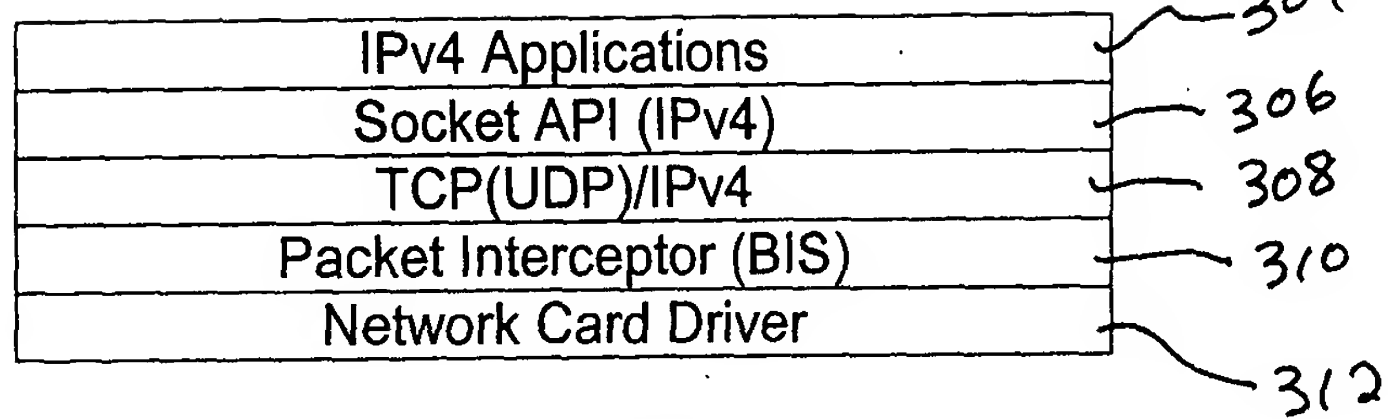 IPv4 Applications
Socket API (IPv4) 306
TCP(UDP)/IPv4 308
Packet Interceptor (BIS) 310
Network Card Driver
312